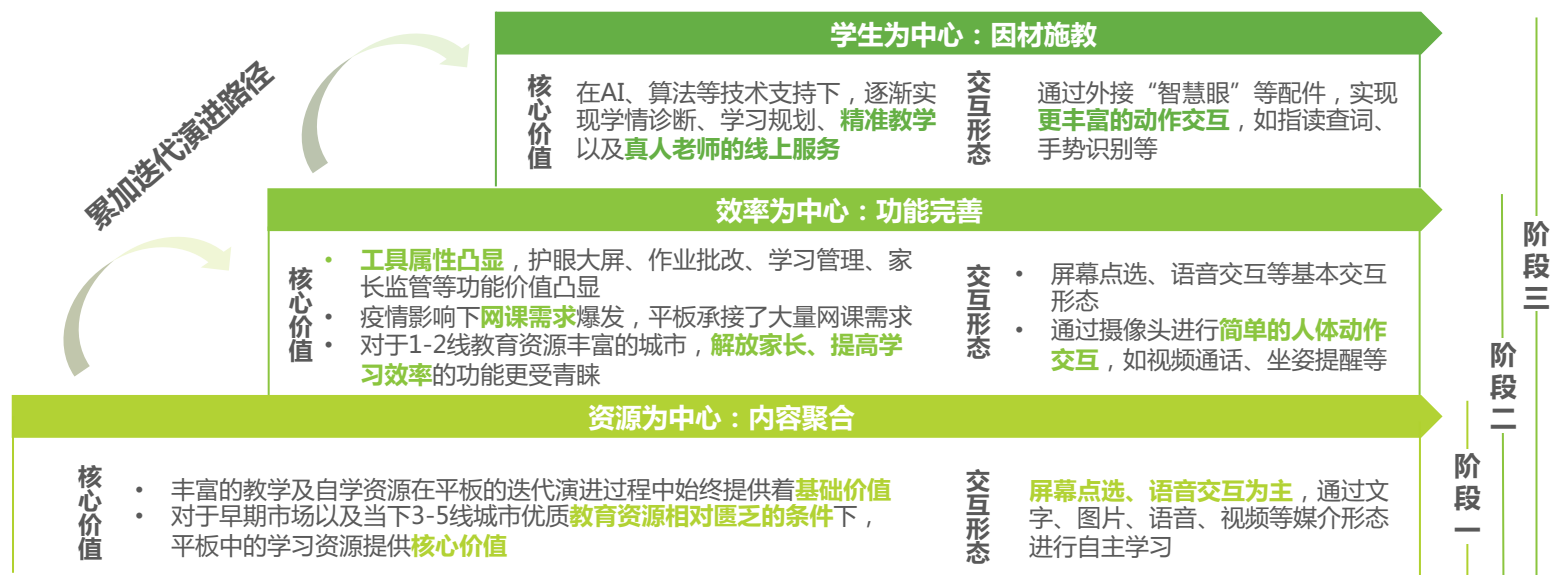 累加迭代演进路径
学生为中心：因材施教
核心价值
在AI、算法等技术支持下，逐渐实
现学情诊断、学习规划、精准教学
以及真人老师的线上服务
交互形态
通过外接“智慧眼”等配件，实现
更丰富的动作交互，如指读查词、
手势识别等
效率为中心：功能完善
核心价值
• 工具属性凸显，护眼大屏、作业批改、学习管理、家
长监管等功能价值凸显
• 疫情影响下网课需求爆发，平板承接了大量网课需求
• 对于1-2线教育资源丰富的城市，解放家长、提高学
习效率的功能更受青睐
交互形态
• 屏幕点选、语音交互等基本交互
形态
• 通过摄像头进行简单的人体动作
交互，如视频通话、坐姿提醒等
资源为中心：内容聚合
核心价值
• 丰富的教学及自学资源在平板的迭代演进过程中始终提供着基础价值
• 对于早期市场以及当下3-5线城市优质教育资源相对匮乏的条件下，
平板中的学习资源提供核心价值
交互形态
屏幕点选、语音交互为主，通过文
字、图片、语音、视频等媒介形态
进行自主学习
阶段一
阶段二
阶段三